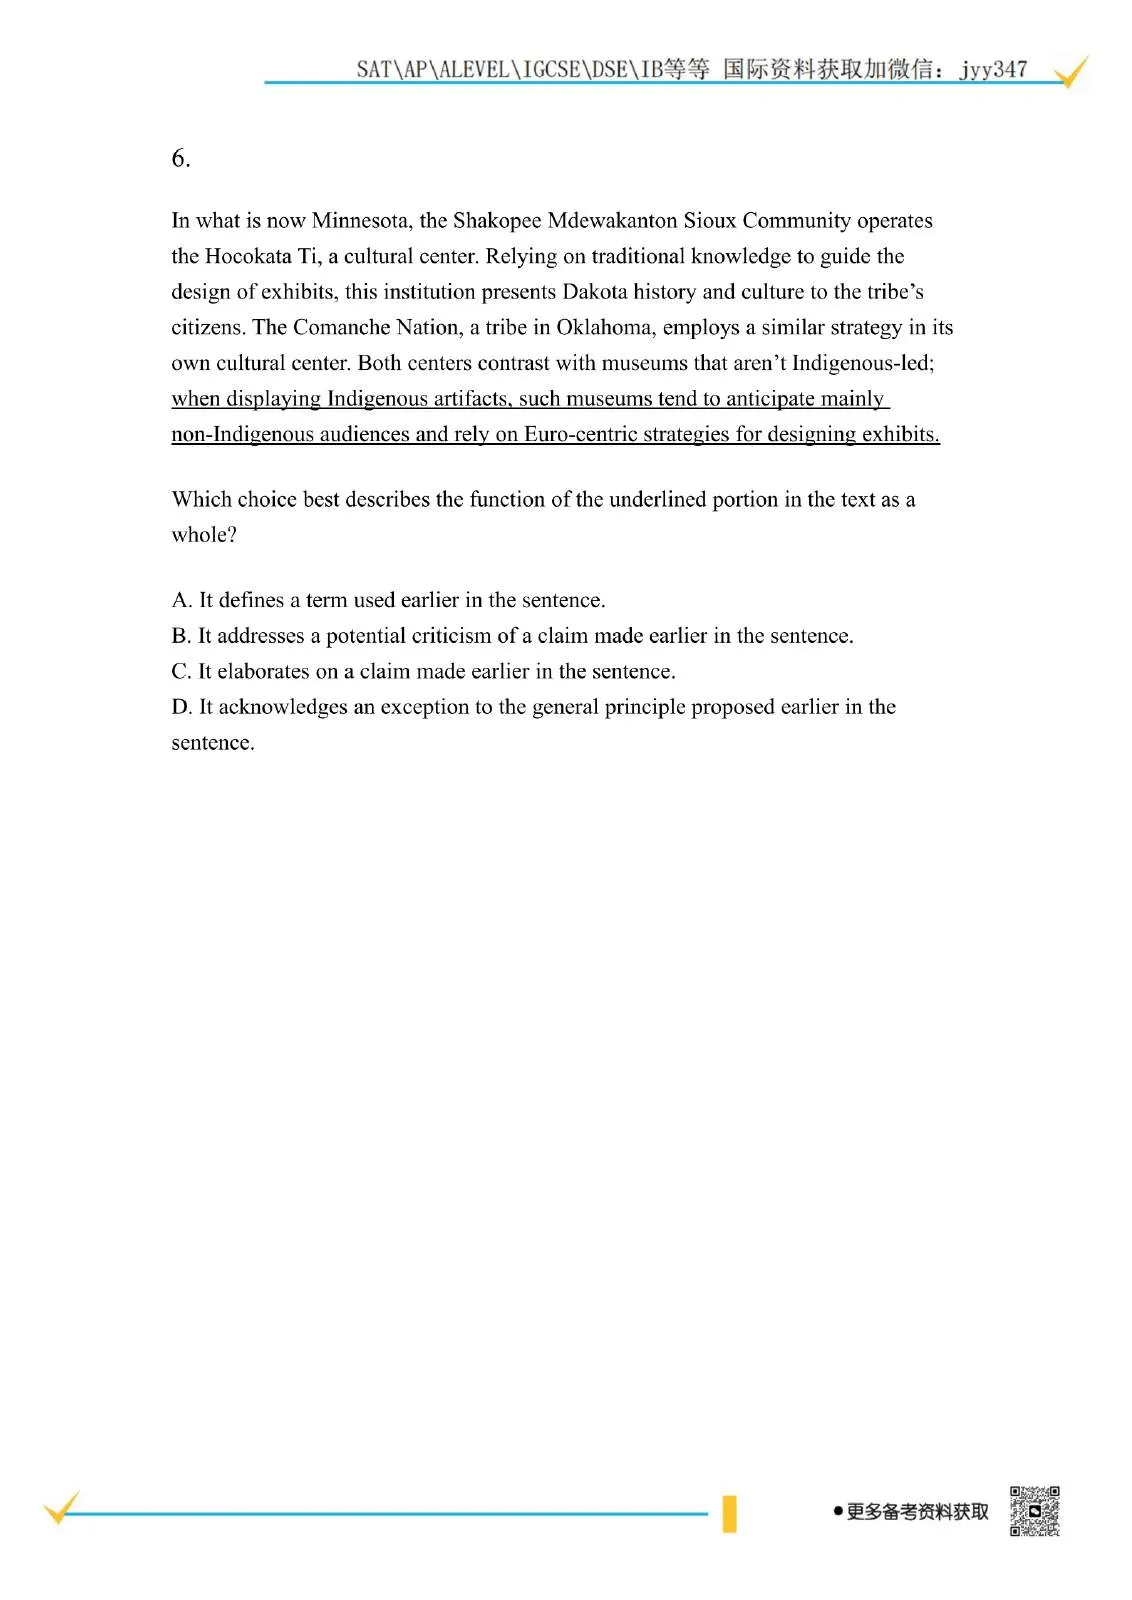 SAT\AP\ALEVEL\IGCSE\DSE\IB等等 国际资料获取加微信：jyy347
6.
In what is now Minnesota, the Shakopee Mdewakanton Sioux Community operates
the Hocokata Ti, a cultural center. Relying on traditional knowledge to guide the
design of exhibits, this institution presents Dakota history and culture to the tribe’s
citizens. The Comanche Nation, a tribe in Oklahoma, employs a similar strategy in its
own cultural center. Both centers contrast with museums that aren’t Indigenous-led;
when displaying Indigenous artifacts, such museums tend to anticipate mainly
non-Indigenous audiences and rely on Euro-centric strategies for designing exhibits.
Which choice best describes the function of the underlined portion in the text as a
whole?
A. It defines a term used earlier in the sentence.
B. It addresses a potential criticism of a claim made earlier in the sentence.
C. It elaborates on a claim made earlier in the sentence.
D. It acknowledges an exception to the general principle proposed earlier in the
sentence.
●更多备考资料获取